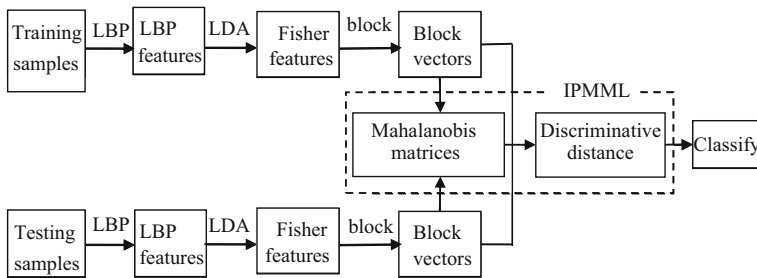 Training
samples
LBP
LBP
features
LDA
Fisher
features
block
Block
vectors
IPMML
Mahalanobis
matrices
Discriminative
distance
Classify
Testing
samples
LBP
LBP
features
LDA
Fisher
features
block
Block
vectors